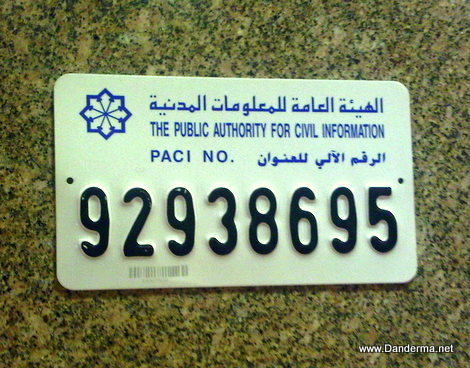 الهيئة العامة للمعلومات المدنية
THE PUBLIC AUTHORITY FOR CIVIL INFORMATION
PACI NO. الرقم الآلي للعنوان
92938695
www.Danderma.net